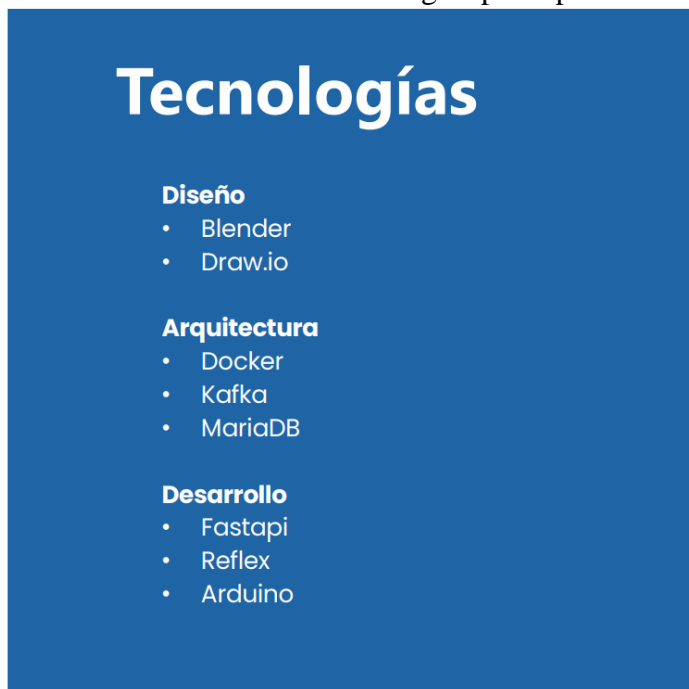 Tecnologías
Diseño
• Blender
• Draw.io
Arquitectura
• Docker
• Kafka
• MariaDB
Desarrollo
• Fastapi
• Reflex
• Arduino